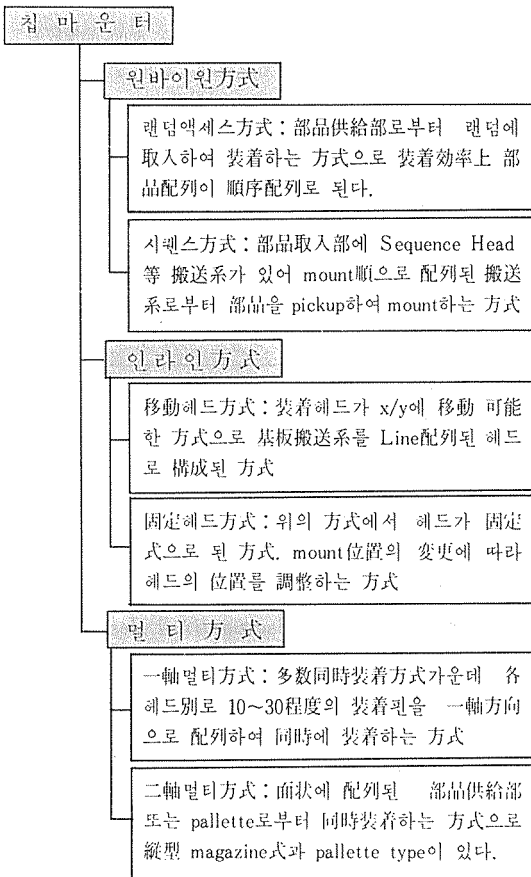 칩 마 운 터
원바이원方式
랜덤액세스方式：部品供給部로부터 랜덤에
取入하여 装着하는 方式으로 装着効率上 部
品配列이 順序配列로 된다.
시퀜스方式：部品取入部에 Sequence Head
等 搬送系가 있어 mount順으로 配列된 搬送
系로부터 部品을 pickup하여 mount하는 方式
인라인方式
移動헤드方式：装着헤드가 x/y에 移動 可能
한 方式으로 基板搬送系를 Line配列된 헤드
로 構成된 方式
固定헤드方式：위의 方式에서 헤드가 固定
式으로 된 方式. mount位置의 変更에 따라
헤드의 位置를 調整하는 方式
멀 티 方 式
一軸멀티方式：多数同時装着方式가운데 各
헤드별로 10~30程度의 装着핀을 一軸方向
으로 配列하여 同時에 装着하는 方式
二軸멀티方式：面状에 配列된 部品供給部
또는 pallette로부터 同時装着하는 方式으로
縦型 magazine式과 pallette type이 있다.